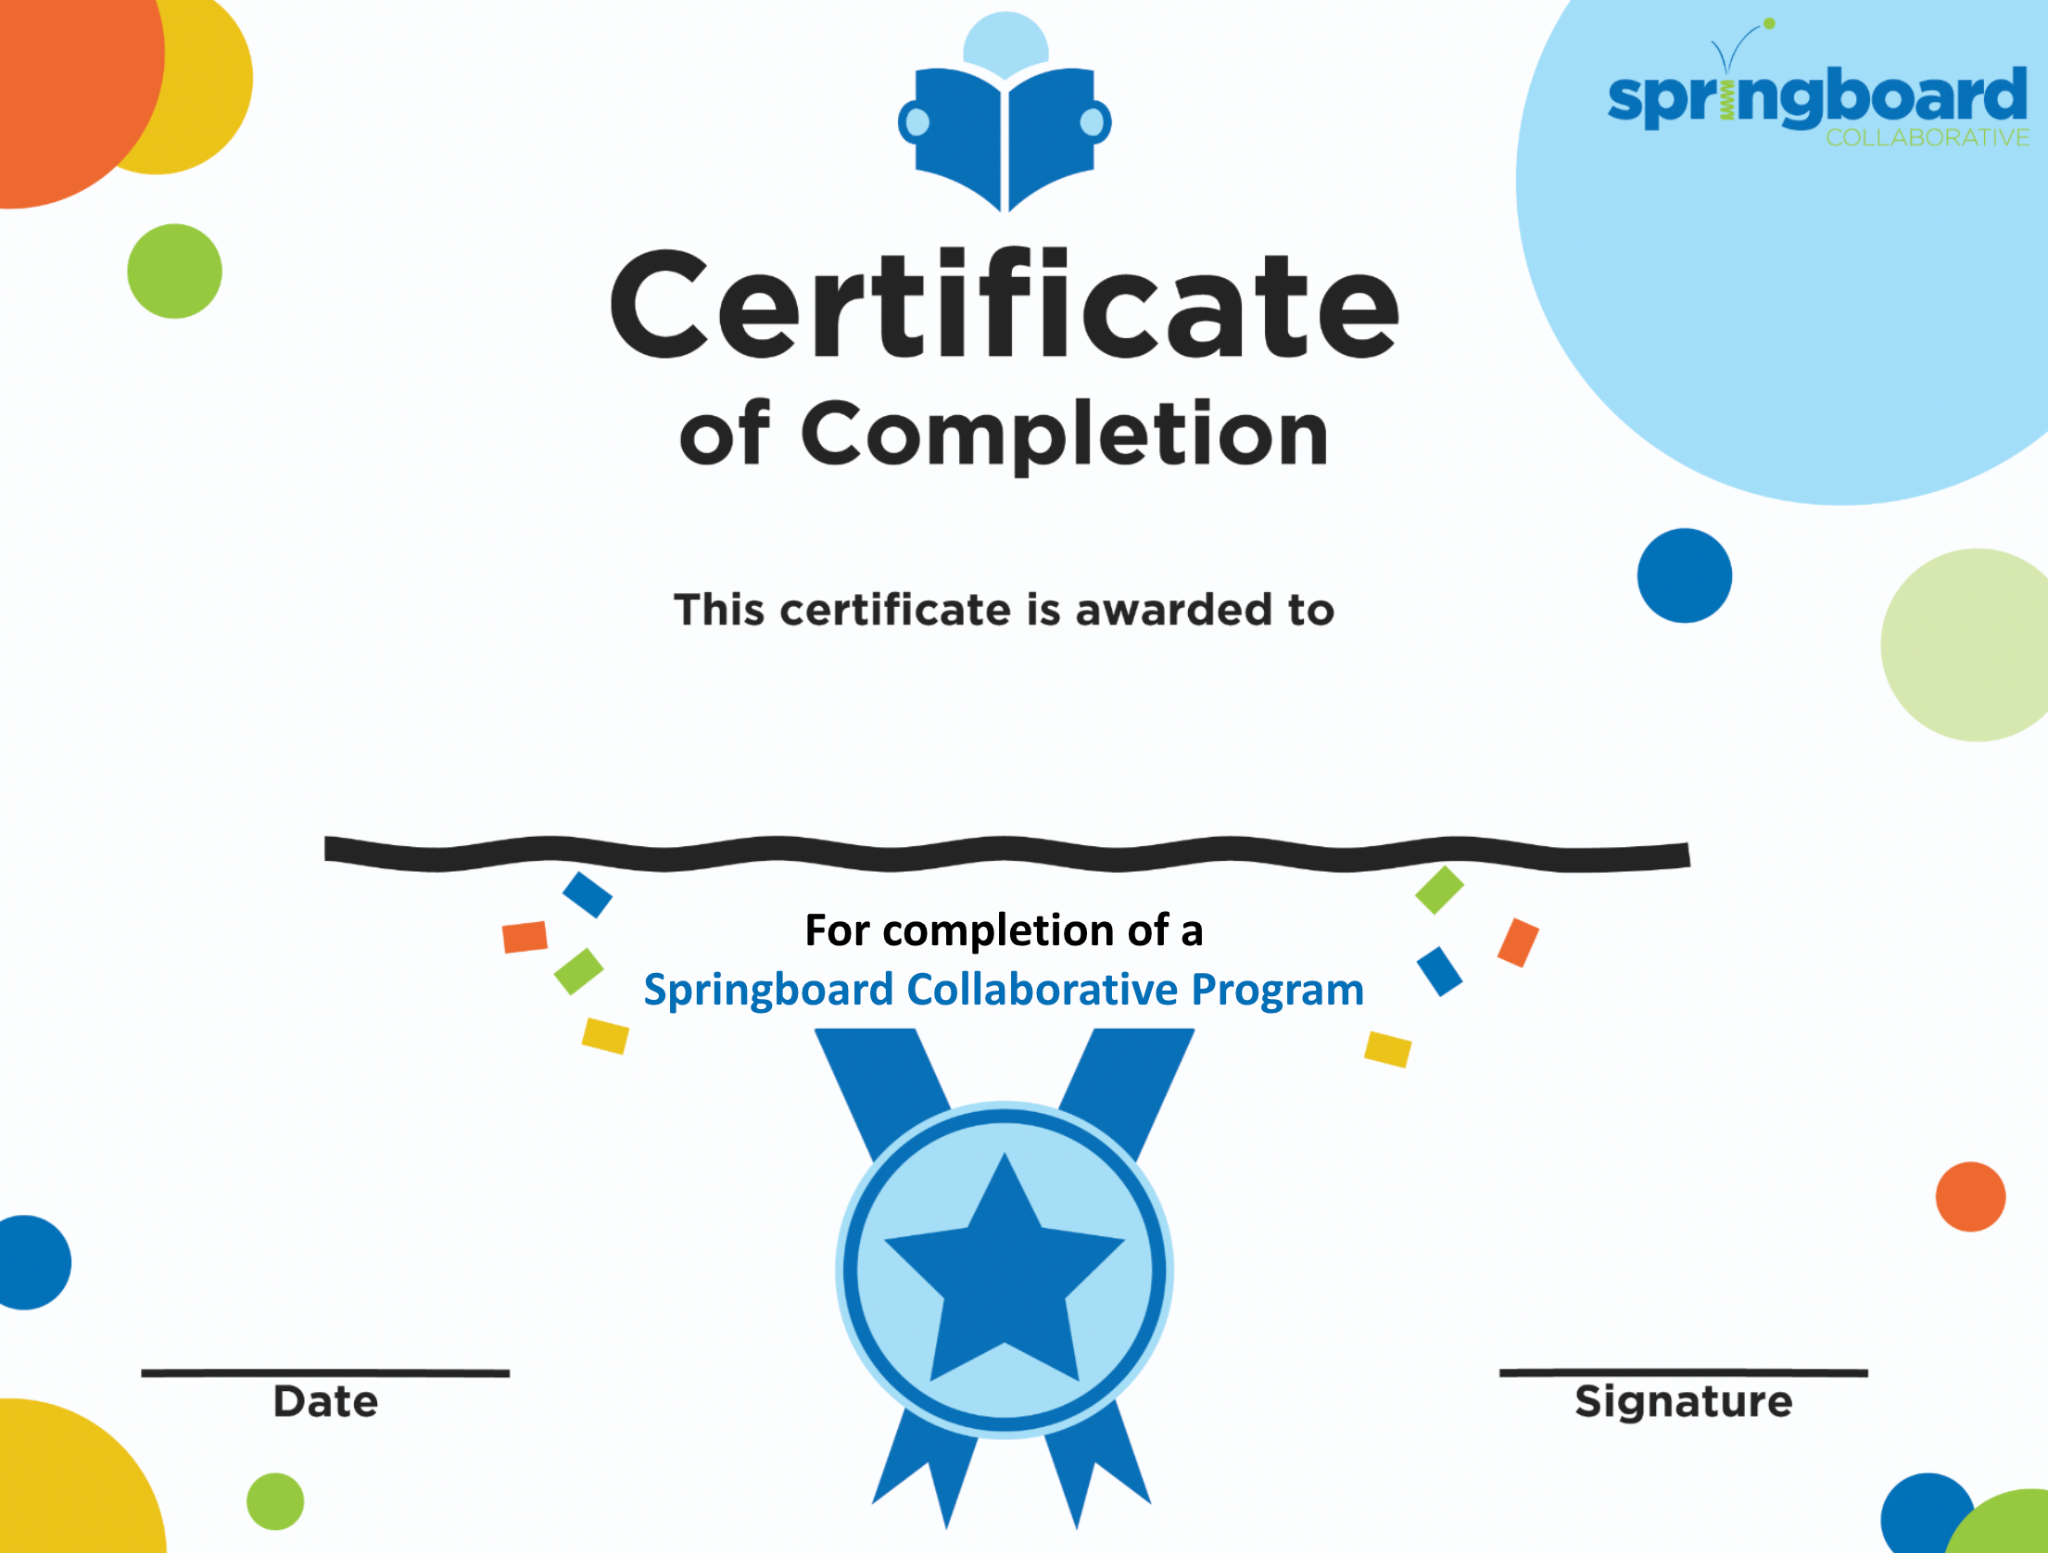 springboard
COLLABORATIVE
Certificate
of Completion
This certificate is awarded to
For completion of a
Springboard Collaborative Program
Date
Signature